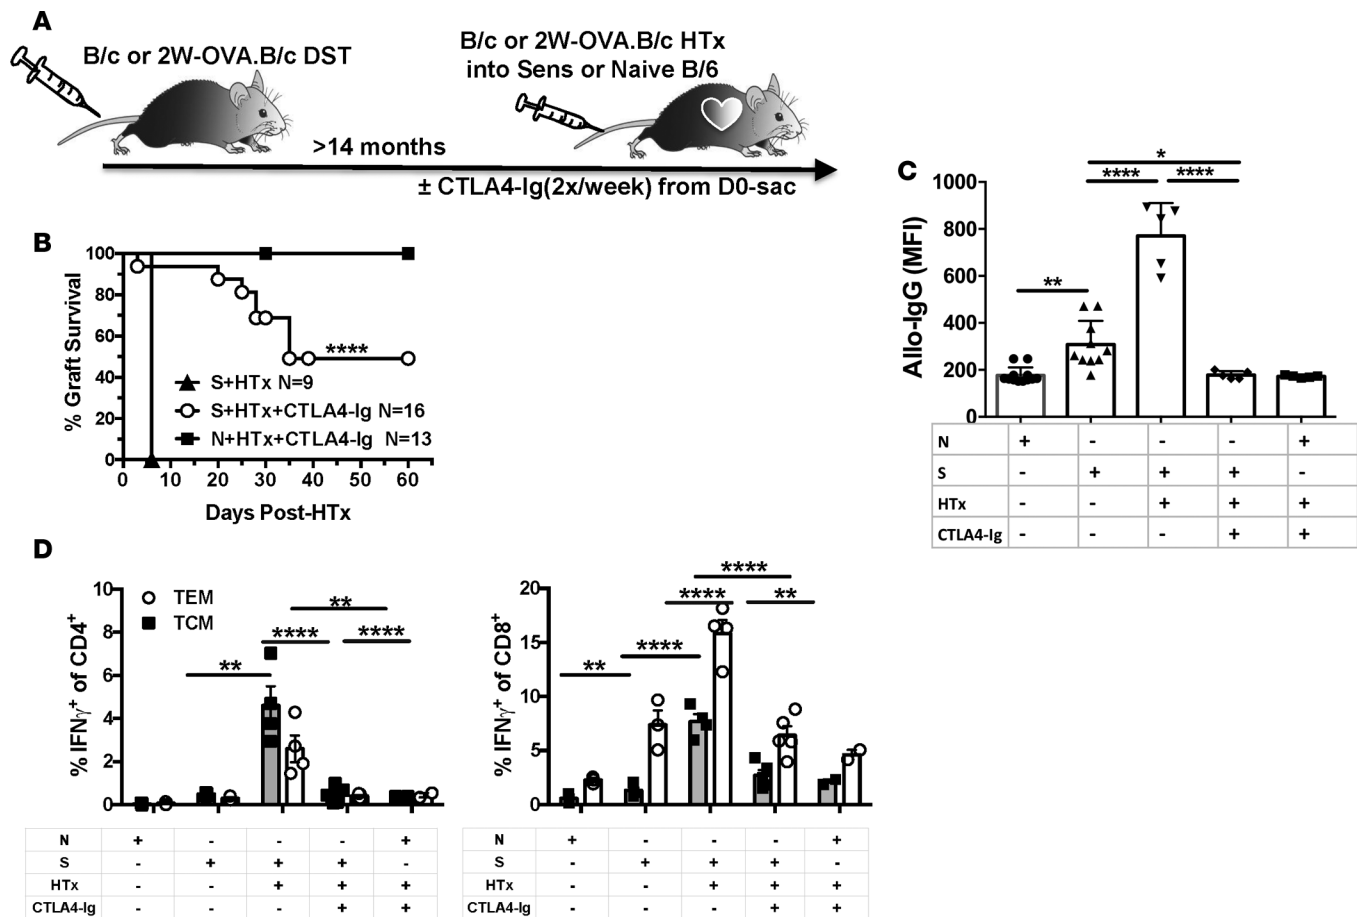 A
B/c or 2W-OVA.B/c DST
B/c or 2W-OVA.B/c HTx
into Sens or Naive B/6
>14 months
± CTLA4-Ig(2x/week) from D0-sac
B
% Graft Survival
100
80
60
40
20
0
****
S+HTx N=9
S+HTx+CTLA4-Ig N=16
N+HTx+CTLA4-Ig N=13
0 10 20 30 40 50 60
Days Post-HTx
C
Allo-IgG (MFI)
1000
800
600
400
200
0
*
**** ****
**
N + - - - +
S - + + + -
HTx - - + + +
CTLA4-Ig - - - + +
D
% IFNγ+ of CD4+
10
8
6
4
2
0
TEM
TCM
**
**** ****
**
N + - - - +
S - + + + -
HTx - - + + +
CTLA4-Ig - - - + +
% IFNγ+ of CD8+
20
15
10
5
0
****
**** **
****
**
N + - - - +
S - + + + -
HTx - - + + +
CTLA4-Ig - - - + +